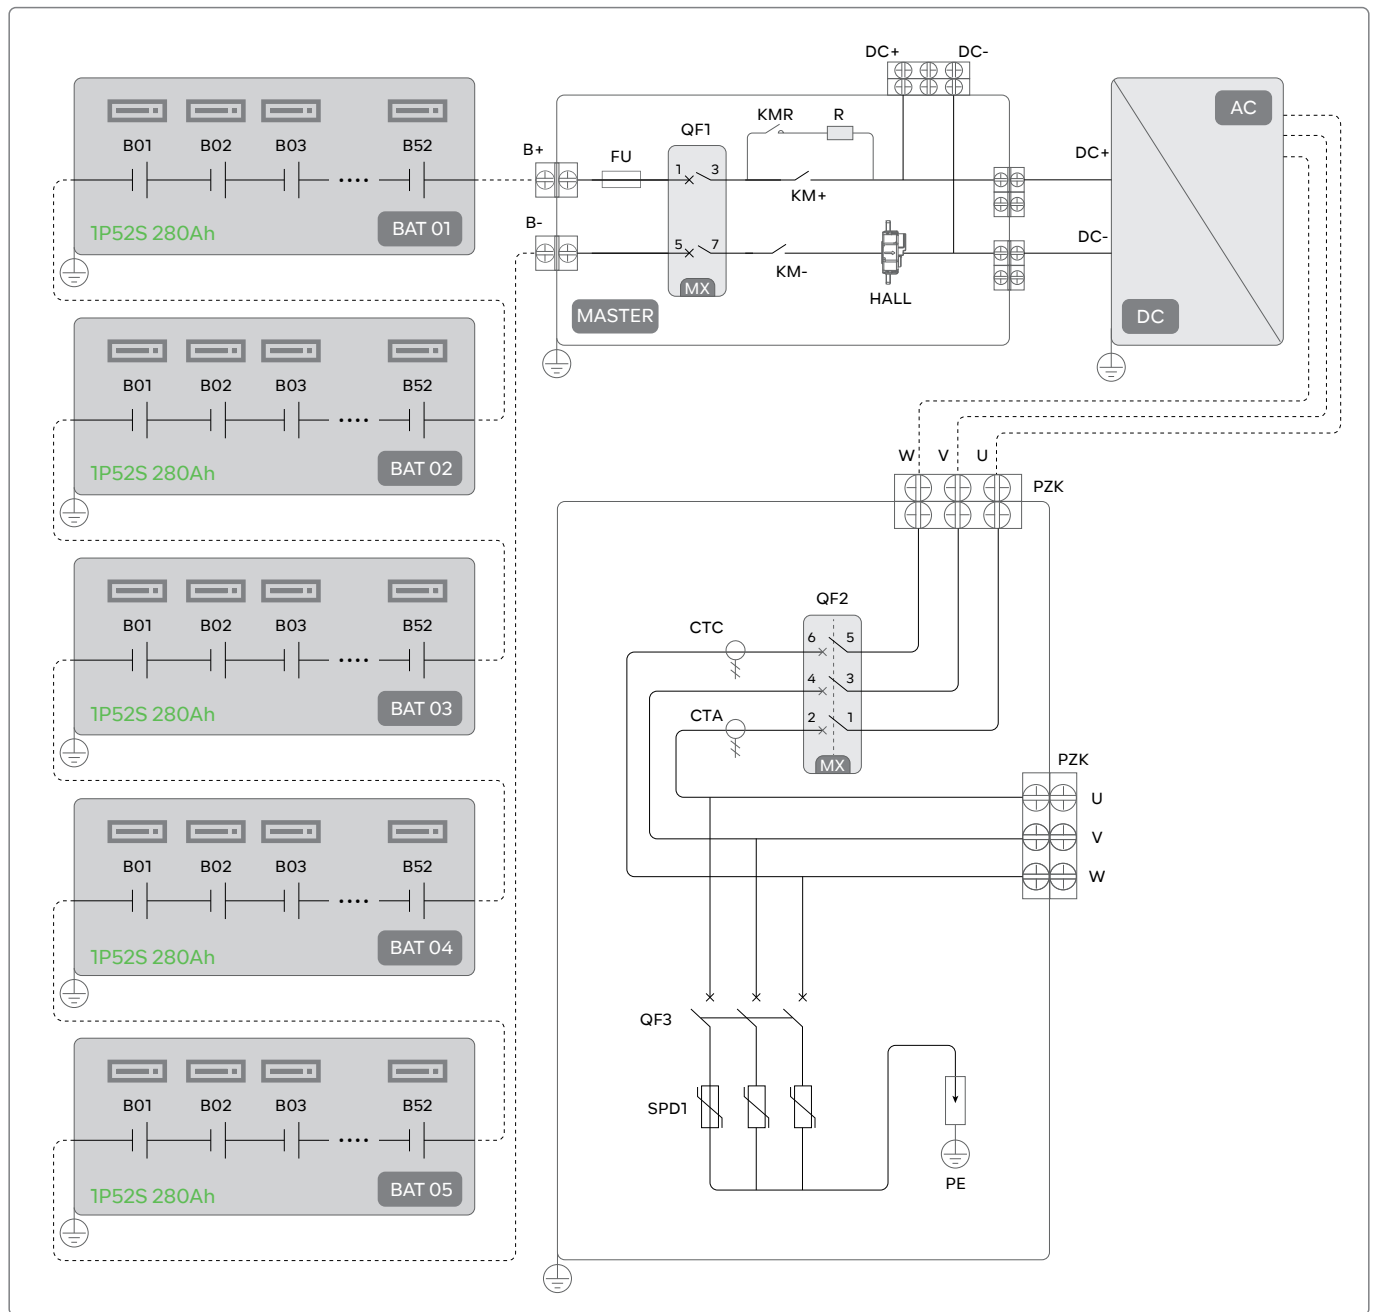 B01 B02 B03 B52
1P52S 280Ah
BAT 01
B01 B02 B03 B52
1P52S 280Ah
BAT 02
B01 B02 B03 B52
1P52S 280Ah
BAT 03
B01 B02 B03 B52
1P52S 280Ah
BAT 04
B01 B02 B03 B52
1P52S 280Ah
BAT 05
DC+ DC-
B+
FU
QF1
KMR R
1 3
KM+
B-
5 7
KM-
MX
HALL
MASTER
DC+
DC-
AC
DC
W V U
PZK
QF2
CTC
6 5
4 3
CTA
2 1
MX
PZK
U
V
W
QF3
SPD1
PE